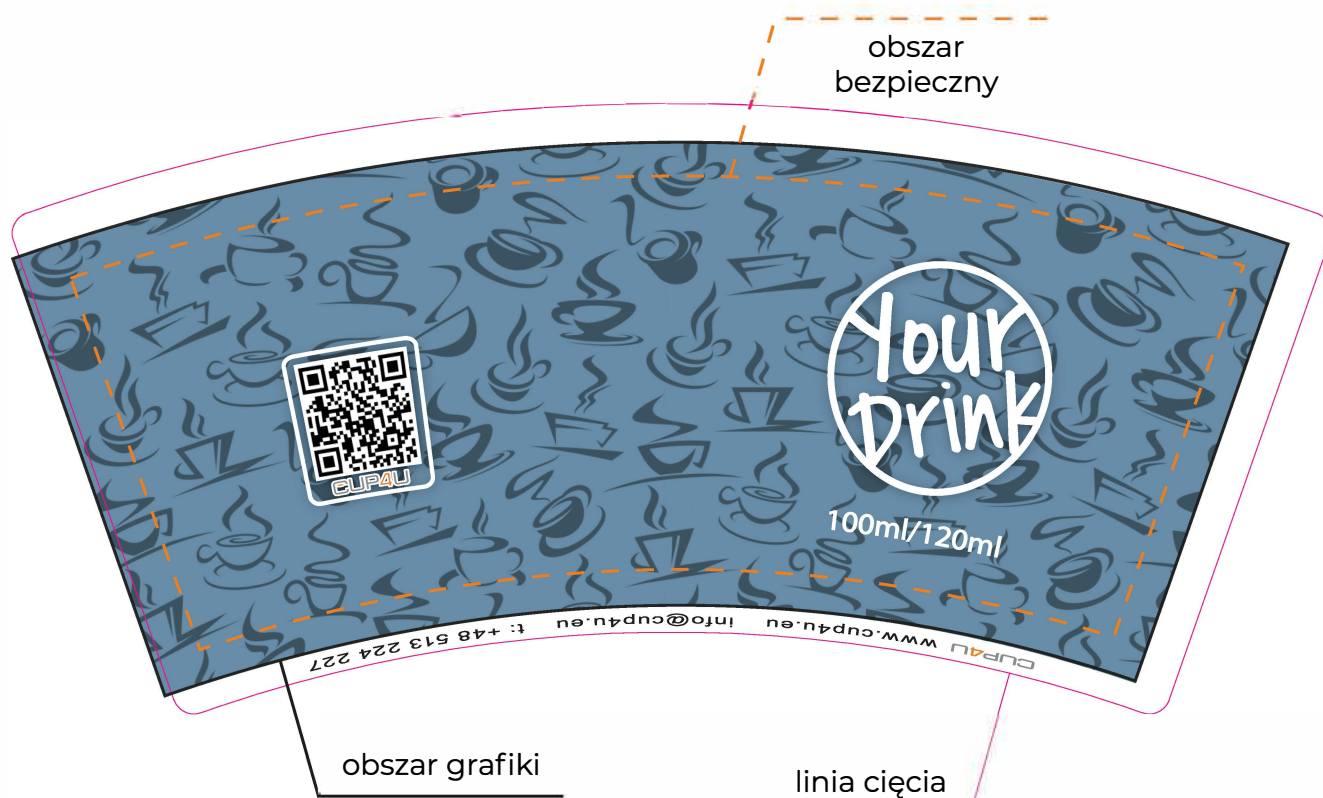 obszar
bezpieczny
Your
Drink
CUP4U
100ml/120ml
CUP4U www.cup4u.eu info@cup4u.eu t: +48 513 224 227
obszar grafiki
linia cięcia